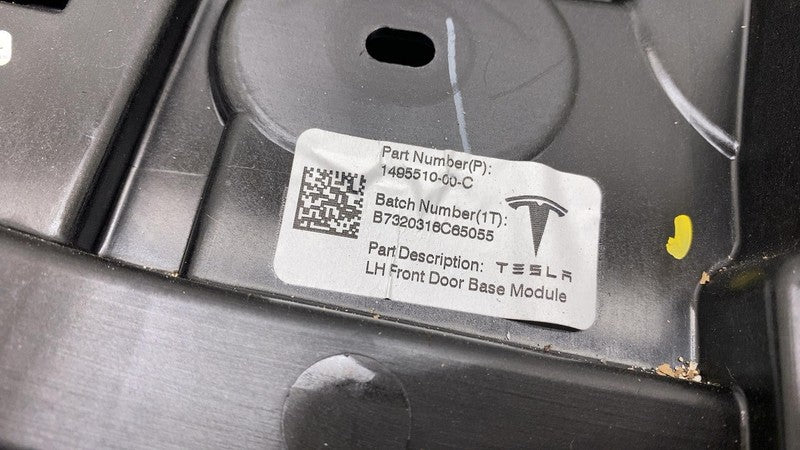 Part Number(P):
1495510-00-C
Batch Number(1T):
B7320316C65055
Part Description:
TESLA
LH Front Door Base Module